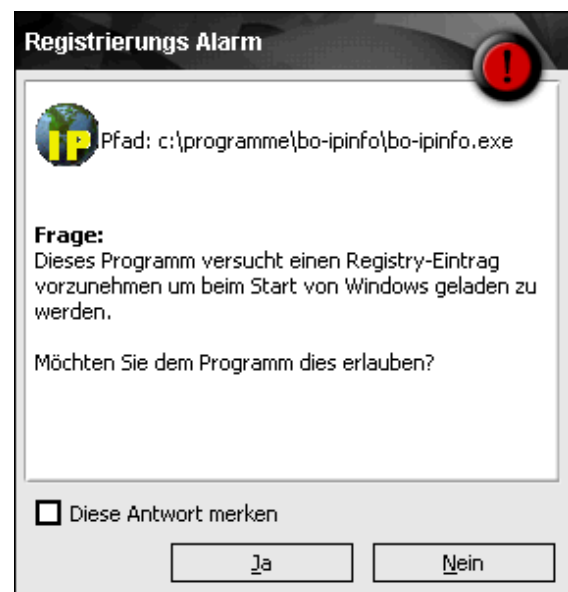 Registrierungs Alarm
!
IP
Pfad: c:\programme\bo-ipinfo\bo-ipinfo.exe
Frage:
Dieses Programm versucht einen Registry-Eintrag
vorzunehmen um beim Start von Windows geladen zu
werden.
Möchten Sie dem Programm dies erlauben?
Diese Antwort merken
Ja
Nein